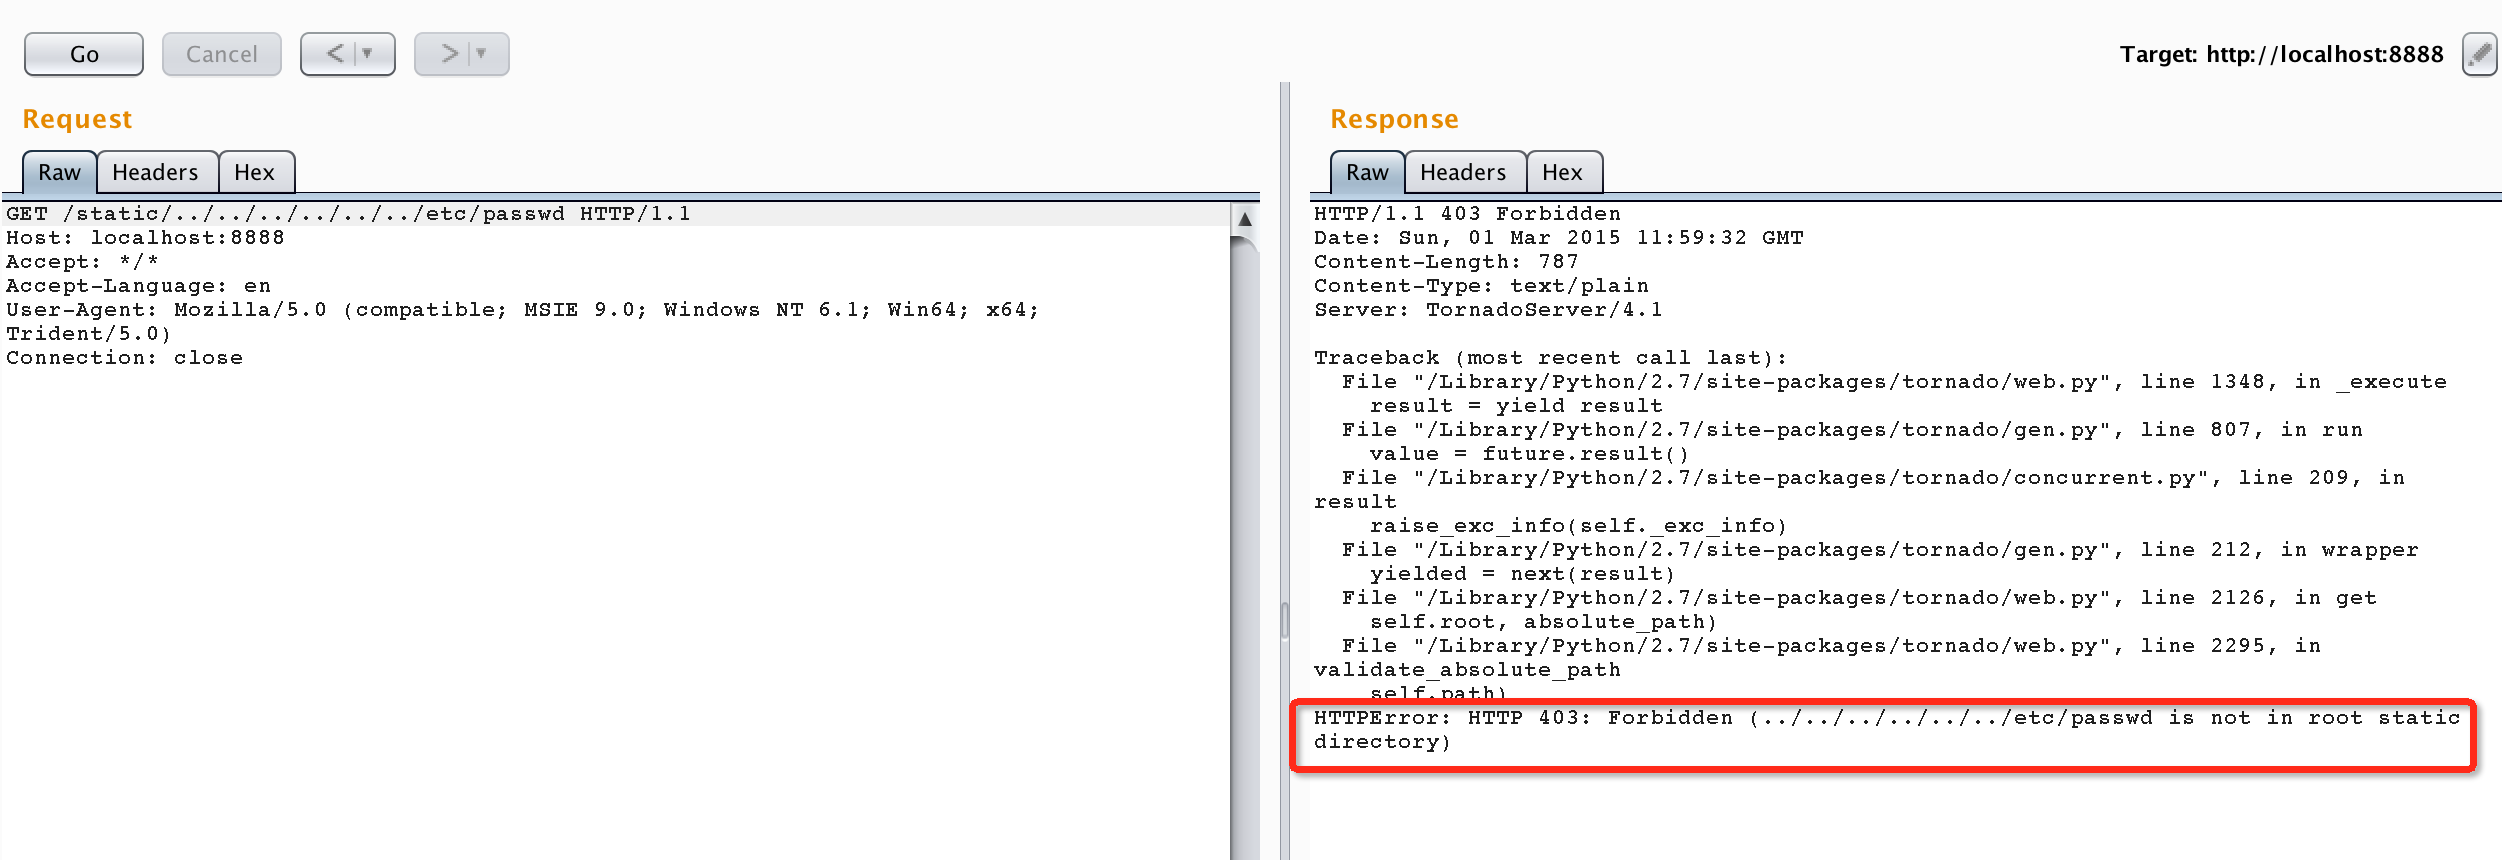 Go
Cancel
<
>
Target: http://localhost:8888
Request
Raw
Headers
Hex
GET /static/../../../../../../etc/passwd HTTP/1.1
Host: localhost:8888
Accept: */*
Accept-Language: en
User-Agent: Mozilla/5.0 (compatible; MSIE 9.0; Windows NT 6.1; Win64; x64;
Trident/5.0)
Connection: close
Response
Raw
Headers
Hex
HTTP/1.1 403 Forbidden
Date: Sun, 01 Mar 2015 11:59:32 GMT
Content-Length: 787
Content-Type: text/plain
Server: TornadoServer/4.1
Traceback (most recent call last):
  File "/Library/Python/2.7/site-packages/tornado/web.py", line 1348, in _execute
    result = yield result
  File "/Library/Python/2.7/site-packages/tornado/gen.py", line 807, in run
    value = future.result()
  File "/Library/Python/2.7/site-packages/tornado/concurrent.py", line 209, in
result
    raise_exc_info(self._exc_info)
  File "/Library/Python/2.7/site-packages/tornado/gen.py", line 212, in wrapper
    yielded = next(result)
  File "/Library/Python/2.7/site-packages/tornado/web.py", line 2126, in get
    self.root, absolute_path)
  File "/Library/Python/2.7/site-packages/tornado/web.py", line 2295, in
validate_absolute_path
    self.path)
HTTPError: HTTP 403: Forbidden (../../../../../../etc/passwd is not in root static
directory)